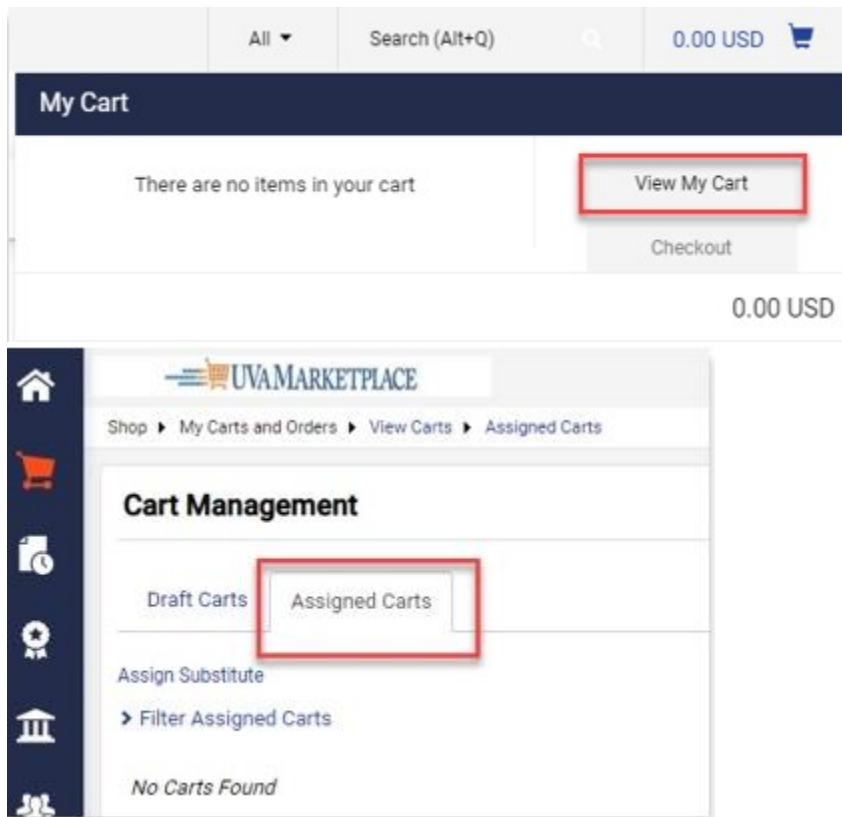 All Search (Alt+Q) 0.00 USD
My Cart
There are no items in your cart View My Cart
Checkout
0.00 USD
UVAMARKETPLACE
Shop My Carts and Orders View Carts Assigned Carts
Cart Management
Draft Carts Assigned Carts
Assign Substitute
Filter Assigned Carts
No Carts Found